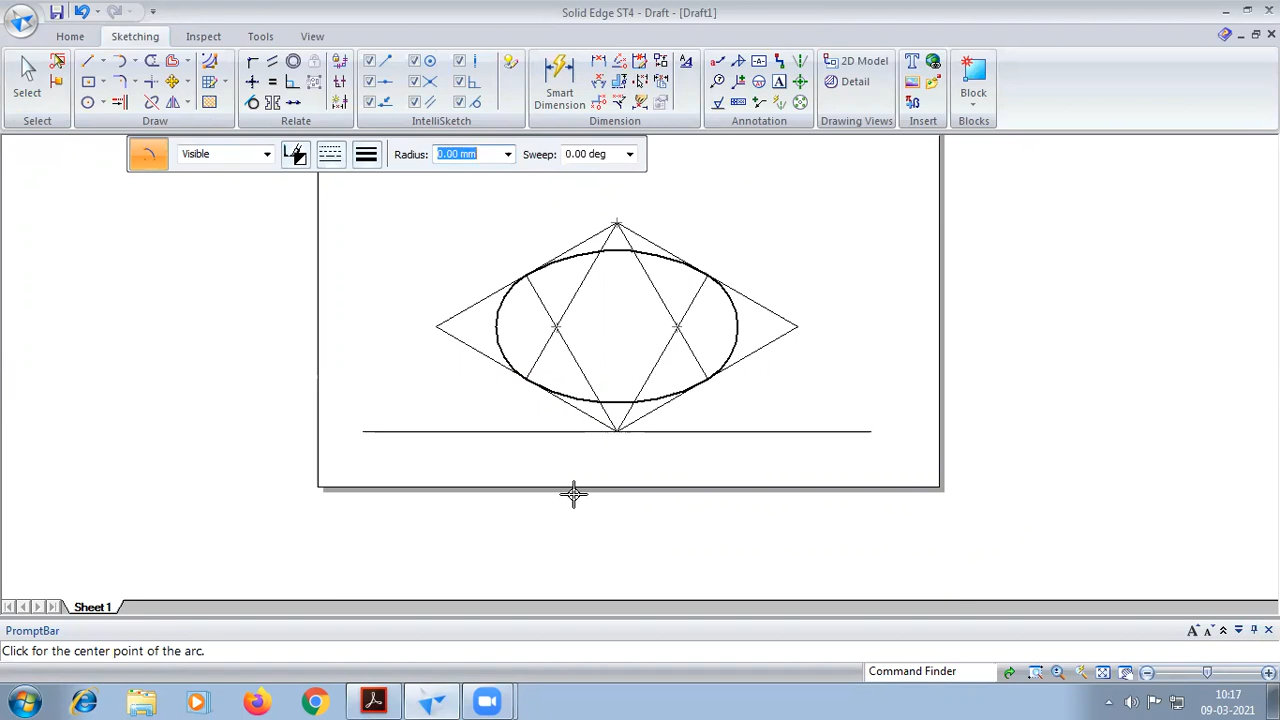 Solid Edge ST4 - Draft - [Draft1]
Home
Sketching
Inspect
Tools
View
Select
Select
Draw
Relate
IntelliSketch
Smart
Dimension
Dimension
Annotation
2D Model
Detail
Drawing Views
Insert
Block
Blocks
Visible
Radius: 0.00 mm
Sweep: 0.00 deg
Sheet1
PromptBar
Click for the center point of the arc.
Command Finder
10:17
09-03-2021